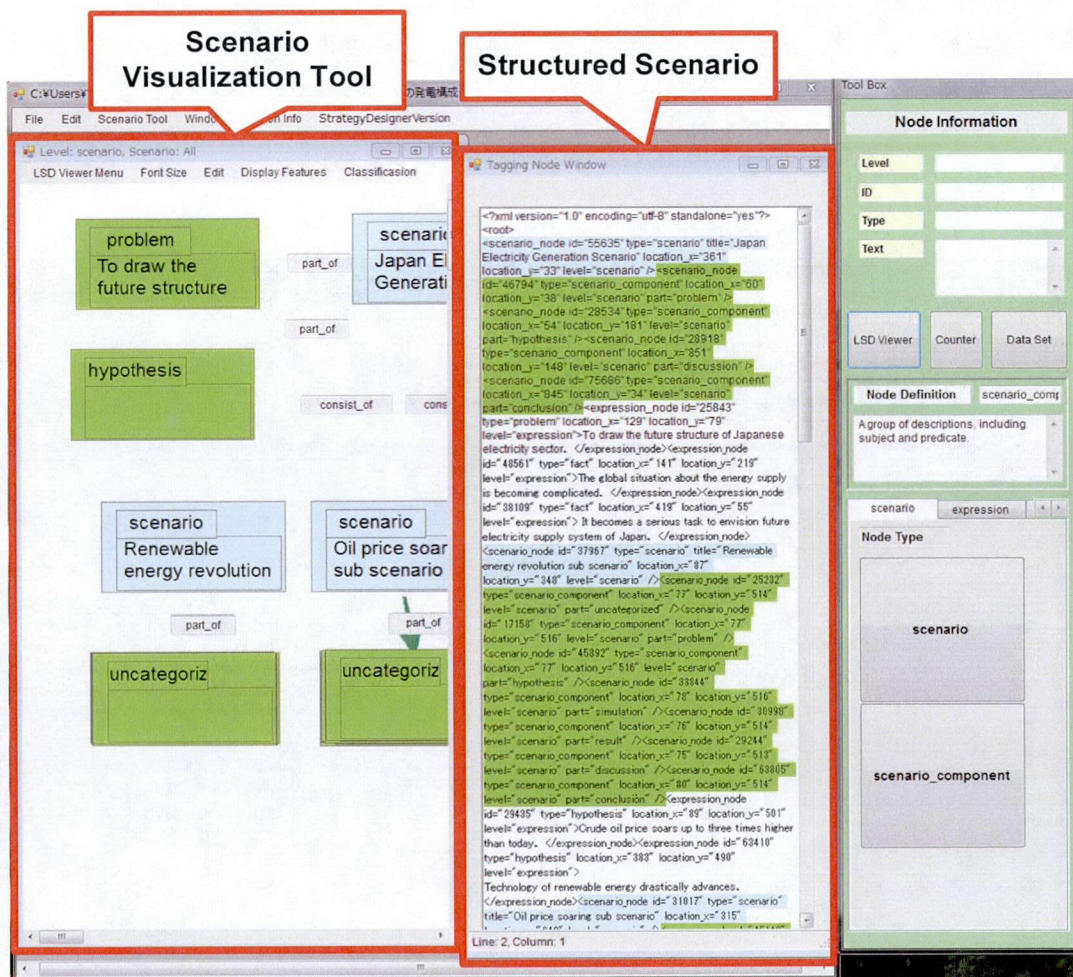 Scenario
Visualization Tool
Structured Scenario
C:¥Users¥
の発電構成
Tool Box
File Edit Scenario Tool Info StrategyDesignerVersion
Level: scenario, Scenario: All
LSD Viewer Menu Font Size Edit Display Features Classificasion
problem
To draw the
future structure
part_of
scenario
Japan
part_of
hypothesis
consist_of
scenario
Renewable
energy revolution
scenario
Oil price soar
sub scenario
part_of
part_of
uncategoriz
uncategoriz
Tagging Node Window
<?xml version="1.0" encoding="utf-8" standalone="yes"?>
<root>
<scenario_node id="55635" type="scenario" title="Japan
Electricity Generation Scenario" location_x="361"
location_y="33" level="scenario" /><scenario_node
id="46794" type="scenario_component" location_x="60"
location_y="38" level="scenario" part="problem" />
<scenario_node id="28534" type="scenario_component"
location_x="54" location_y="181" level="scenario"
part="hypothesis" /><scenario_node id="28918"
type="scenario_component" location_x="851"
location_y="148" level="scenario" part="discussion" />
<scenario_node id="75686" type="scenario_component"
location_x="845" location_y="34" level="scenario"
part="conclusion" /><expression_node id="25843"
type="problem" location_x="129" location_y="79"
level="expression">To draw the future structure of Japanese
electricity sector. </expression_node><expression_node
id="48561" type="fact" location_x="141" location_y="219"
level="expression">The global situation about the energy supply
is becoming complicated. </expression_node><expression_node
id="38109" type="fact" location_x="419" location_y="55"
level="expression"> It becomes a serious task to envision future
electricity supply system of Japan. </expression_node>
<scenario_node id="37967" type="scenario" title="Renewable
energy revolution sub scenario" location_x="87"
location_y="348" level="scenario" /><scenario_node id="25232"
type="scenario_component" location_x="77" location_y="514"
level="scenario" part="uncategorized" /><scenario_node
id="17158" type="scenario_component" location_x="77"
location_y="516" level="scenario" part="problem" />
<scenario_node id="45892" type="scenario_component"
location_x="77" location_y="516" level="scenario"
part="hypothesis" /><scenario_node id="33844"
type="scenario_component" location_x="78" location_y="516"
level="scenario" part="simulation" /><scenario_node id="30998"
type="scenario_component" location_x="76" location_y="514"
level="scenario" part="result" /><scenario_node id="29244"
type="scenario_component" location_x="75" location_y="513"
level="scenario" part="discussion" /><scenario_node id="63805"
type="scenario_component" location_x="80" location_y="514"
level="scenario" part="conclusion" /><expression_node
id="29435" type="hypothesis" location_x="89" location_y="501"
level="expression">Crude oil price soars up to three times higher
than today. </expression_node><expression_node id="63410"
type="hypothesis" location_x="383" location_y="490"
level="expression">
Technology of renewable energy drastically advances.
</expression_node><scenario_node id="31017" type="scenario"
title="Oil price soaring sub scenario" location_x="315"
Line: 2, Column: 1
Node Information
Level
ID
Type
Text
LSD Viewer Counter Data Set
Node Definition scenario_comp
A group of descriptions, including
subject and predicate.
scenario expression
Node Type
scenario
scenario_component